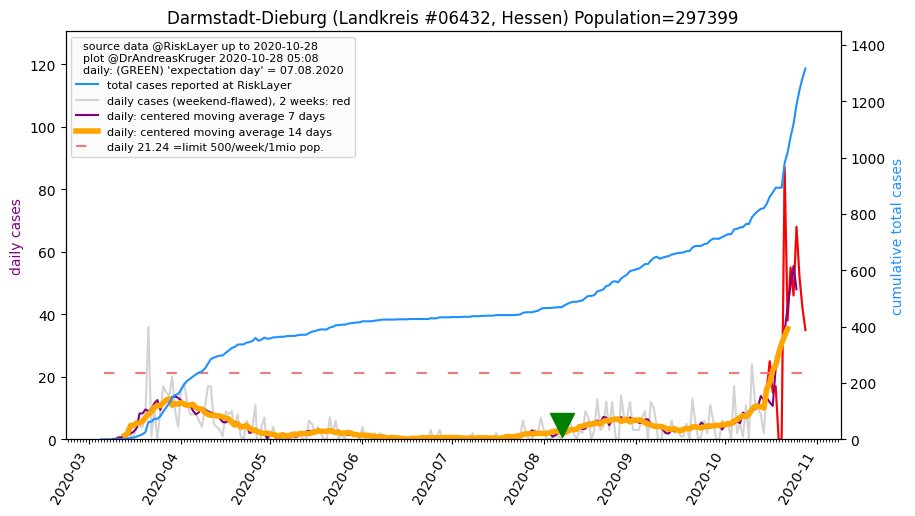 Darmstadt-Dieburg (Landkreis #06432, Hessen) Population=297399
source data @RiskLayer up to 2020-10-28
plot @DrAndreasKruger 2020-10-28 05:08
daily: (GREEN) 'expectation day' = 07.08.2020
total cases reported at RiskLayer
daily cases (weekend-flawed), 2 weeks: red
daily: centered moving average 7 days
daily: centered moving average 14 days
daily 21.24 =limit 500/week/1mio pop.
daily cases
120
100
80
60
40
20
0
1400
1200
1000
800
600
400
200
0
cumulative total cases
2020-03
2020-04
2020-05
2020-06
2020-07
2020-08
2020-09
2020-10
2020-11